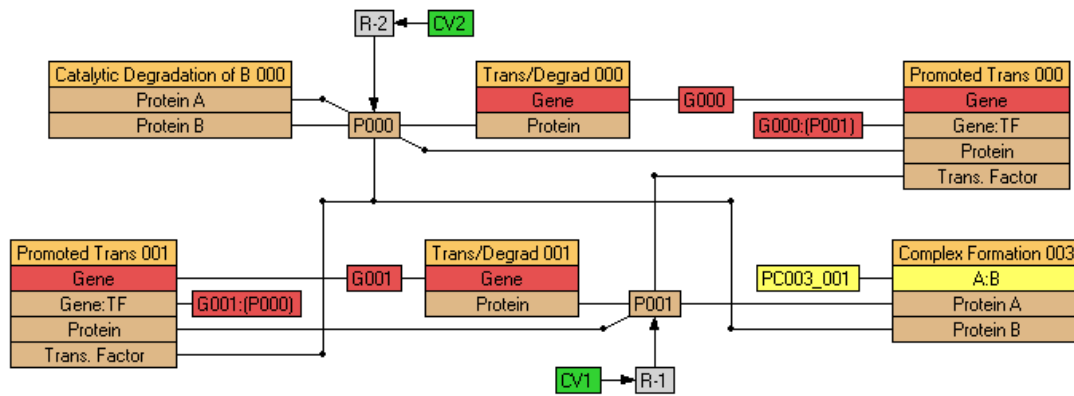 R-2
CV2
Catalytic Degradation of B 000
Protein A
Protein B
P000
Trans/Degrad 000
Gene
Protein
G000
G000:(P001)
Promoted Trans 000
Gene
Gene:TF
Protein
Trans. Factor
Promoted Trans 001
Gene
Gene:TF
Protein
Trans. Factor
G001
G001:(P000)
Trans/Degrad 001
Gene
Protein
P001
PC003_001
Complex Formation 003
A:B
Protein A
Protein B
CV1
R-1